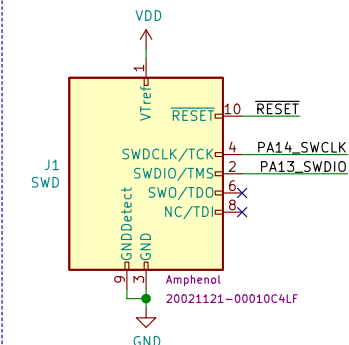 VDD
1
VTref
RESET
10
RESET
J1
SWD
SWDCLK/TCK
4
PA14_SWCLK
SWDIO/TMS
2
PA13_SWDIO
SWO/TDO
6
NC/TDI
8
GNDDetect
GND
9
3
Amphenol
20021121-00010C4LF
GND